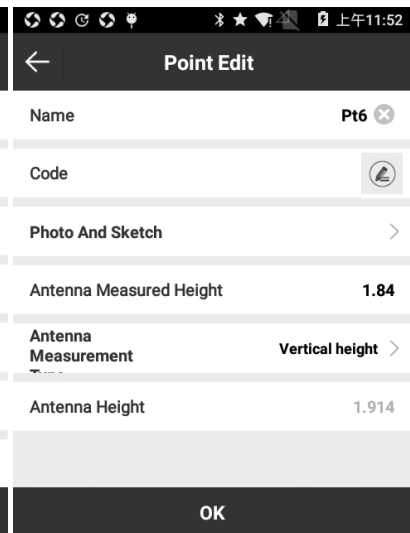 上午11:52
Point Edit
Name
Pt6
Code
Photo And Sketch
Antenna Measured Height
1.84
Antenna
Measurement
Vertical height
Antenna Height
1.914
OK